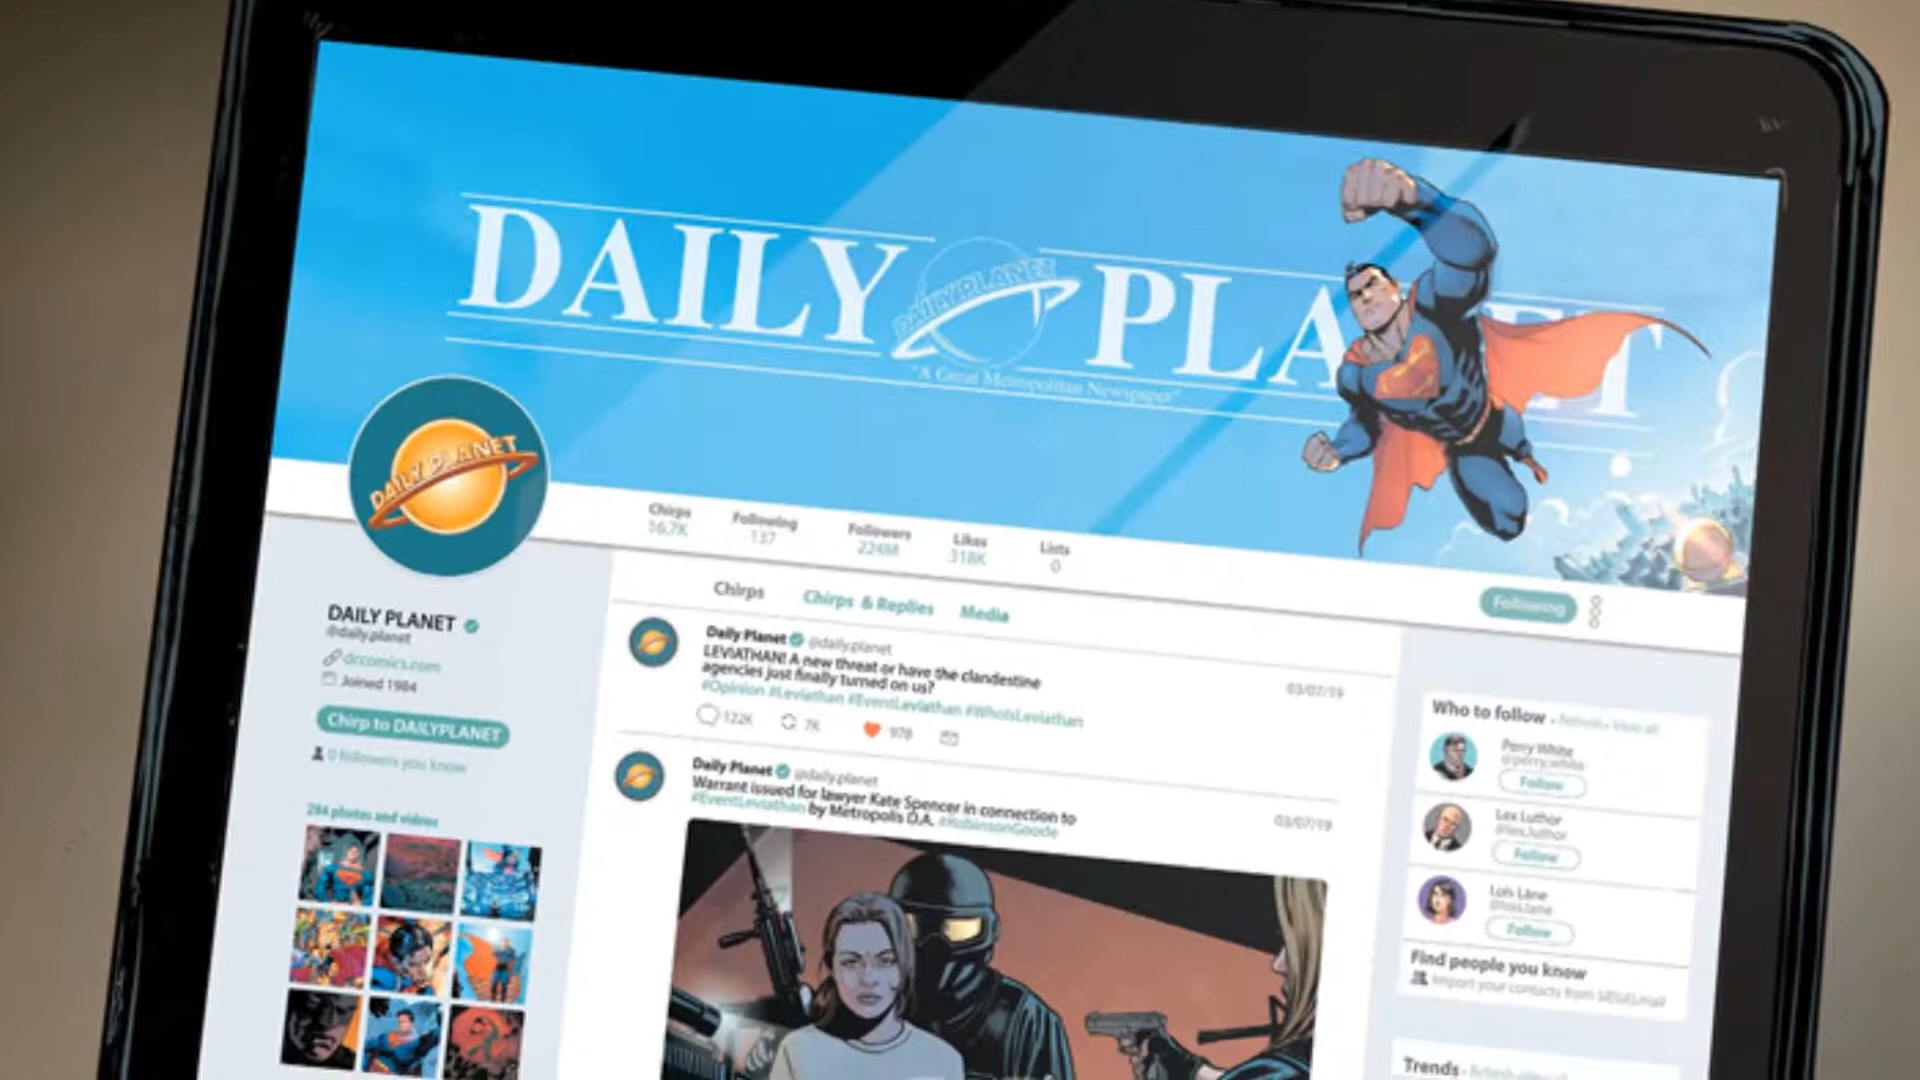 DAILY PLANET
DAILY PLANET
"A Great Metropolitan Newspaper"
DAILY PLANET
Chirps
16.7K
Following
137
Followers
224M
Likes
318K
Lists
0
Following
DAILY PLANET
@daily.planet
dccomics.com
Joined 1984
Chirp to DAILYPLANET
0 Followers you know
284 photos and videos
Chirps Chirps & Replies Media
Daily Planet @daily.planet
LEVIATHAN! A new threat or have the clandestine
agencies just finally turned on us?
#Opinion #Leviathan #EventLeviathan #WhoIsLeviathan
03/07/19
122K 7K 978
Daily Planet @daily.planet
Warrant issued for lawyer Kate Spencer in connection to
#EventLeviathan by Metropolis D.A. #RobinsonGoode
03/07/19
Who to follow • Refresh • View all
Perry White
@perry.white
Follow
Lex Luthor
@lex.luthor
Follow
Lois Lane
@lois.lane
Follow
Find people you know
Import your contacts from SIEGELmail
Trends